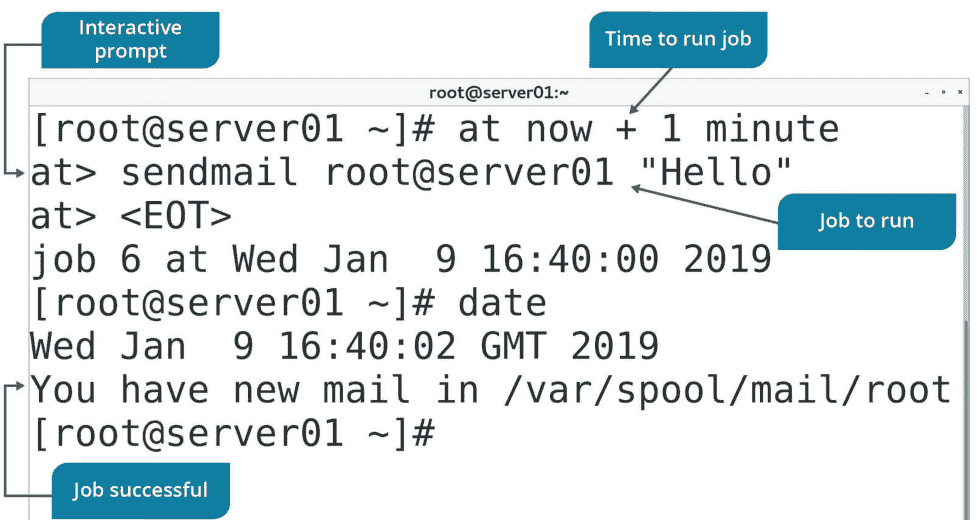 Interactive
prompt
Time to run job
root@server01:~
[root@server01 ~]# at now + 1 minute
at> sendmail root@server01 "Hello"
at> <EOT>
Job to run
job 6 at Wed Jan  9 16:40:00 2019
[root@server01 ~]# date
Wed Jan  9 16:40:02 GMT 2019
You have new mail in /var/spool/mail/root
[root@server01 ~]#
Job successful